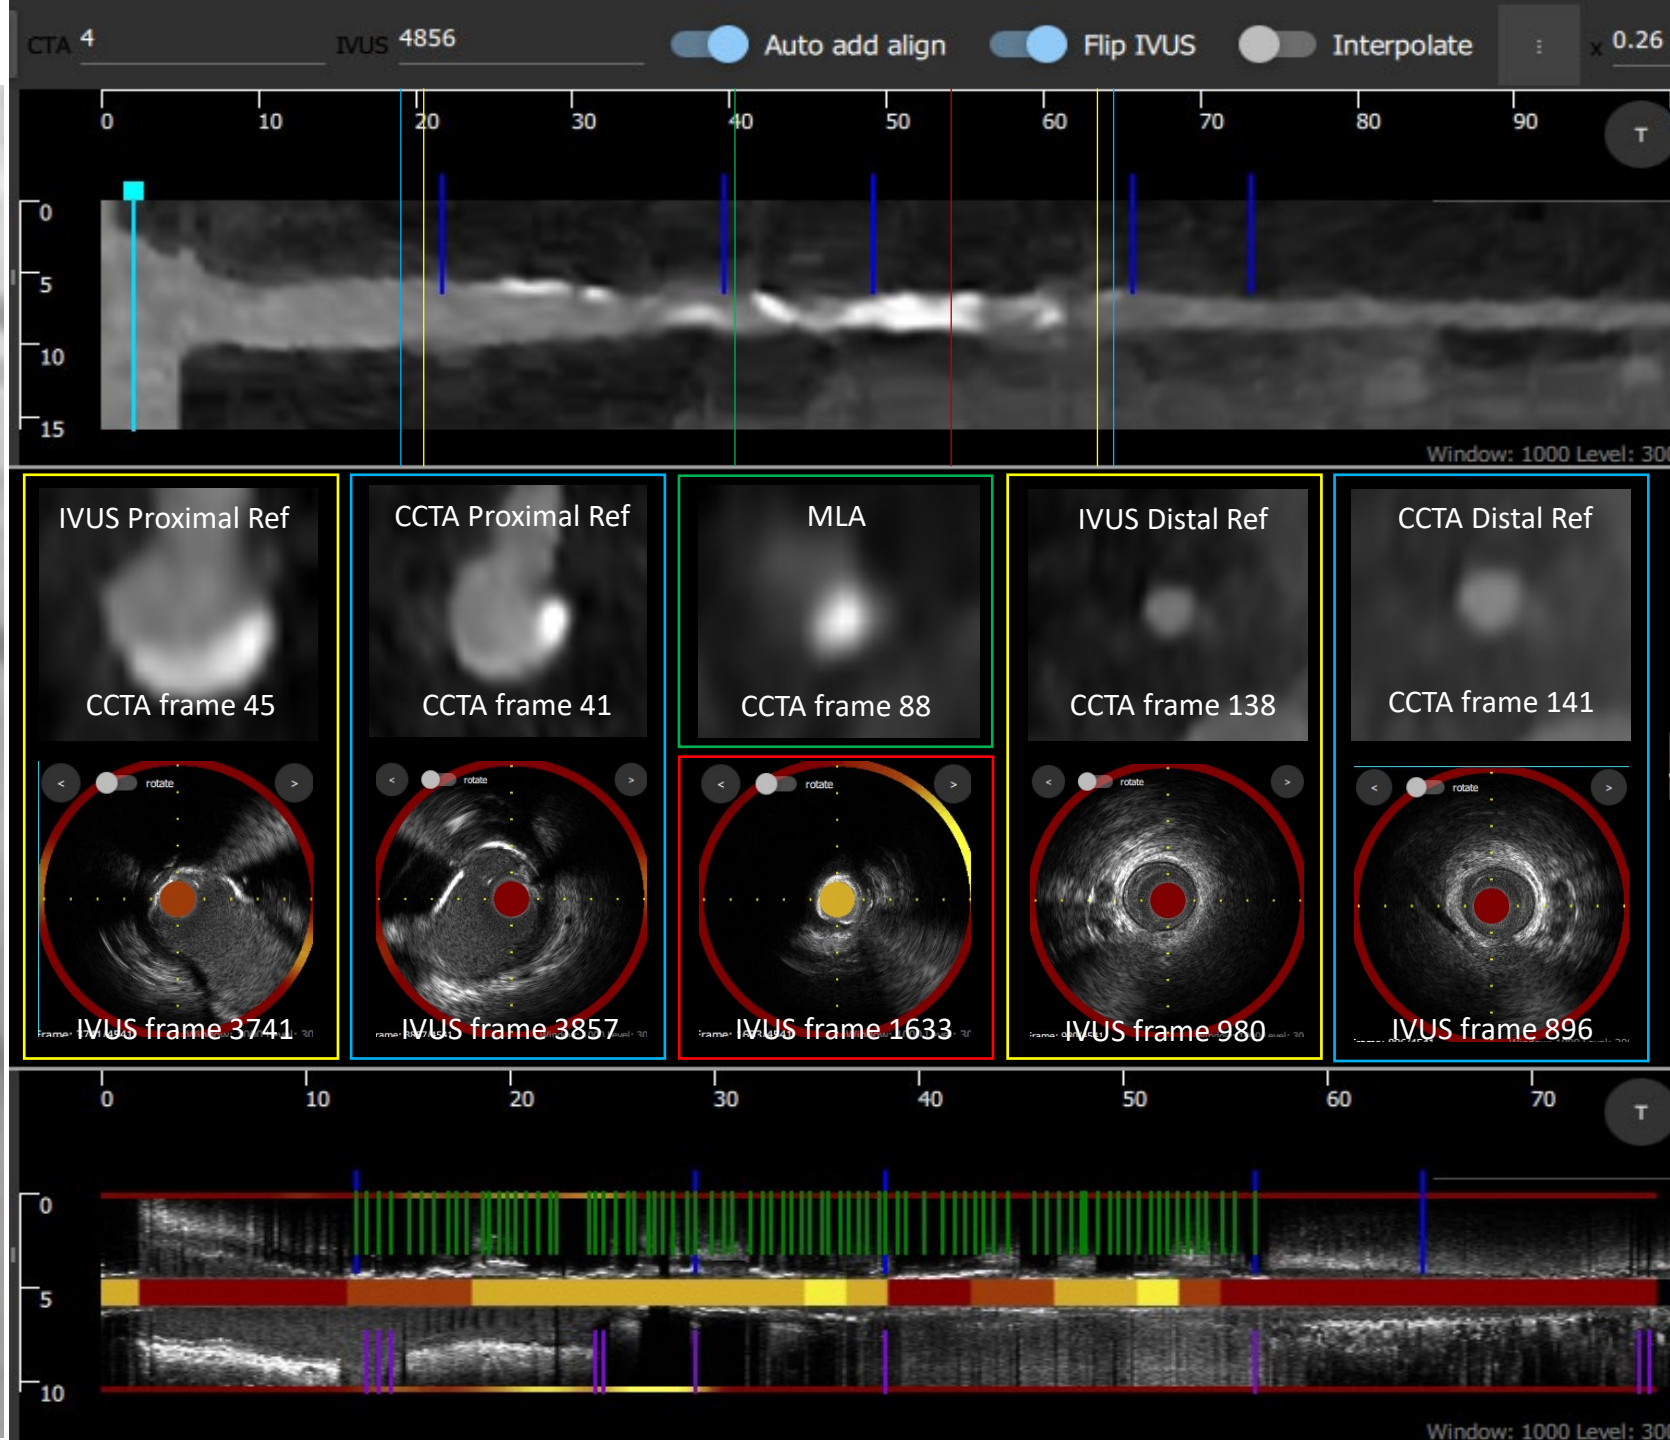 CTA 4 IVUS 4856 Auto add align Flip IVUS Interpolate x 0.26
0 10 20 30 40 50 60 70 80 90 T
0
5
10
15
Window: 1000 Level: 300
IVUS Proximal Ref
CCTA frame 45
< rotate >
IVUS frame 3741
CCTA Proximal Ref
CCTA frame 41
< rotate >
IVUS frame 3857
MLA
CCTA frame 88
< rotate >
IVUS frame 1633
IVUS Distal Ref
CCTA frame 138
< rotate >
IVUS frame 980
CCTA Distal Ref
CCTA frame 141
< rotate >
IVUS frame 896
0 10 20 30 40 50 60 70 T
0
5
10
Window: 1000 Level: 300